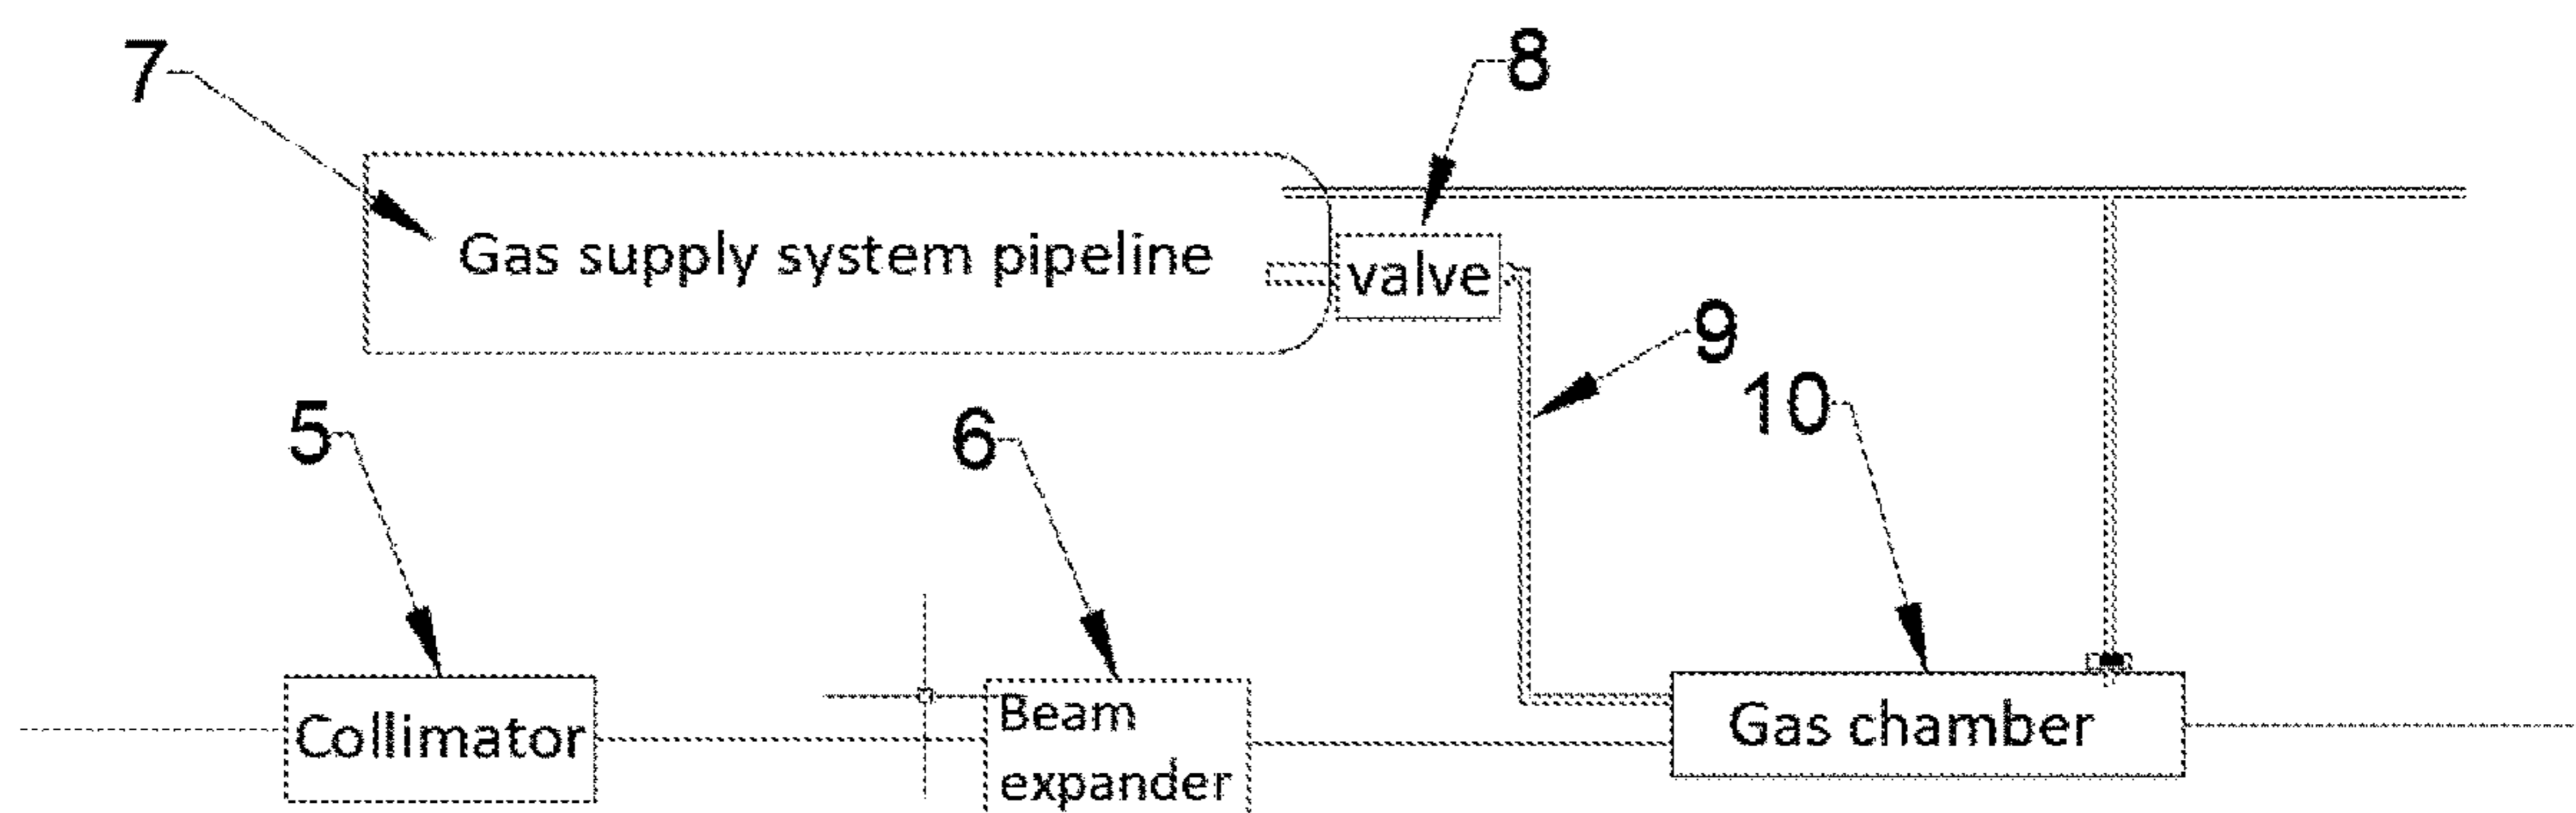 7
8
Gas supply system pipeline
valve
9
10
5
6
Collimator
Beam
expander
Gas chamber